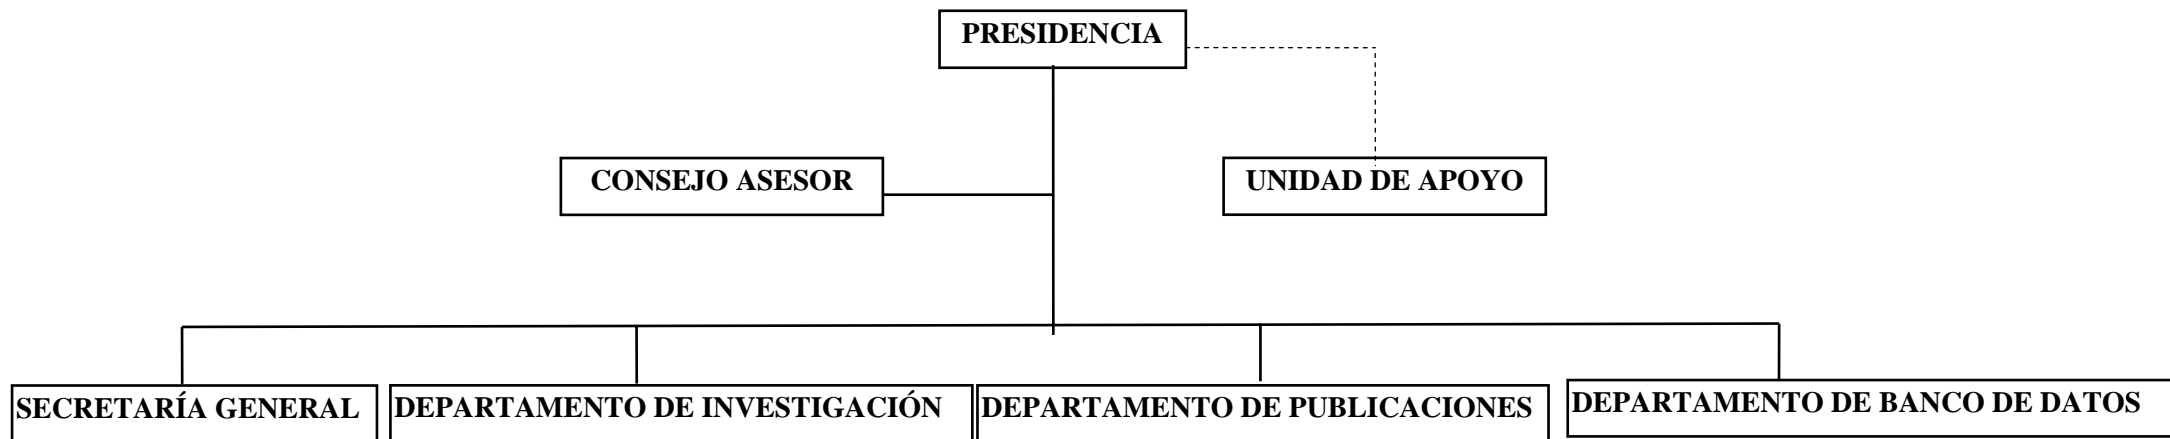 PRESIDENCIA
CONSEJO ASESOR
UNIDAD DE APOYO
SECRETARÍA GENERAL
DEPARTAMENTO DE INVESTIGACIÓN
DEPARTAMENTO DE PUBLICACIONES
DEPARTAMENTO DE BANCO DE DATOS